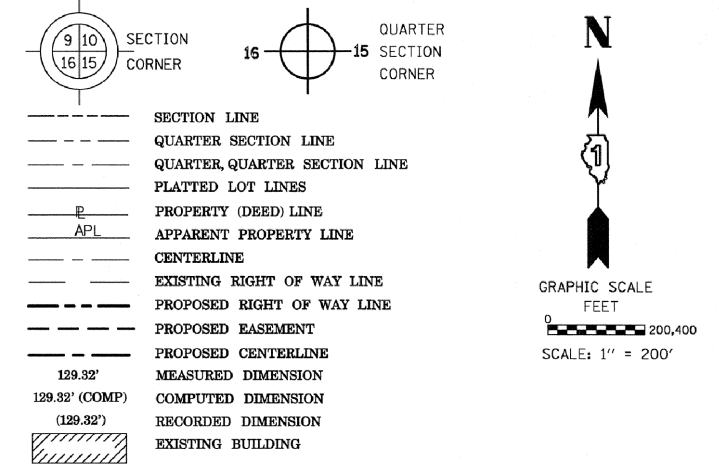 9 10
16 15
SECTION
CORNER
16
15
QUARTER
SECTION
CORNER
N
1
SECTION LINE
QUARTER SECTION LINE
QUARTER, QUARTER SECTION LINE
PLATTED LOT LINES
PL PROPERTY (DEED) LINE
APL APPARENT PROPERTY LINE
CENTERLINE
EXISTING RIGHT OF WAY LINE
PROPOSED RIGHT OF WAY LINE
PROPOSED EASEMENT
PROPOSED CENTERLINE
129.32' MEASURED DIMENSION
129.32' (COMP) COMPUTED DIMENSION
(129.32') RECORDED DIMENSION
EXISTING BUILDING
GRAPHIC SCALE
FEET
0
200,400
SCALE: 1" = 200'